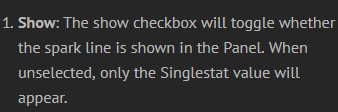 1. Show: The show checkbox will toggle whether
the spark line is shown in the Panel. When
unselected, only the Singlestat value will
appear.